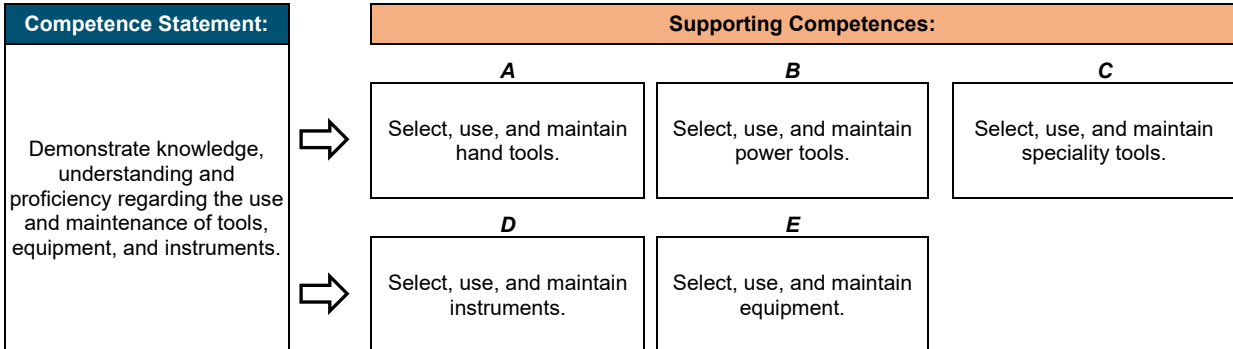 Competence Statement:
Supporting Competences:
Demonstrate knowledge,
understanding and
proficiency regarding the use
and maintenance of tools,
equipment, and instruments.
A
Select, use, and maintain
hand tools.
B
Select, use, and maintain
power tools.
C
Select, use, and maintain
speciality tools.
D
Select, use, and maintain
instruments.
E
Select, use, and maintain
equipment.